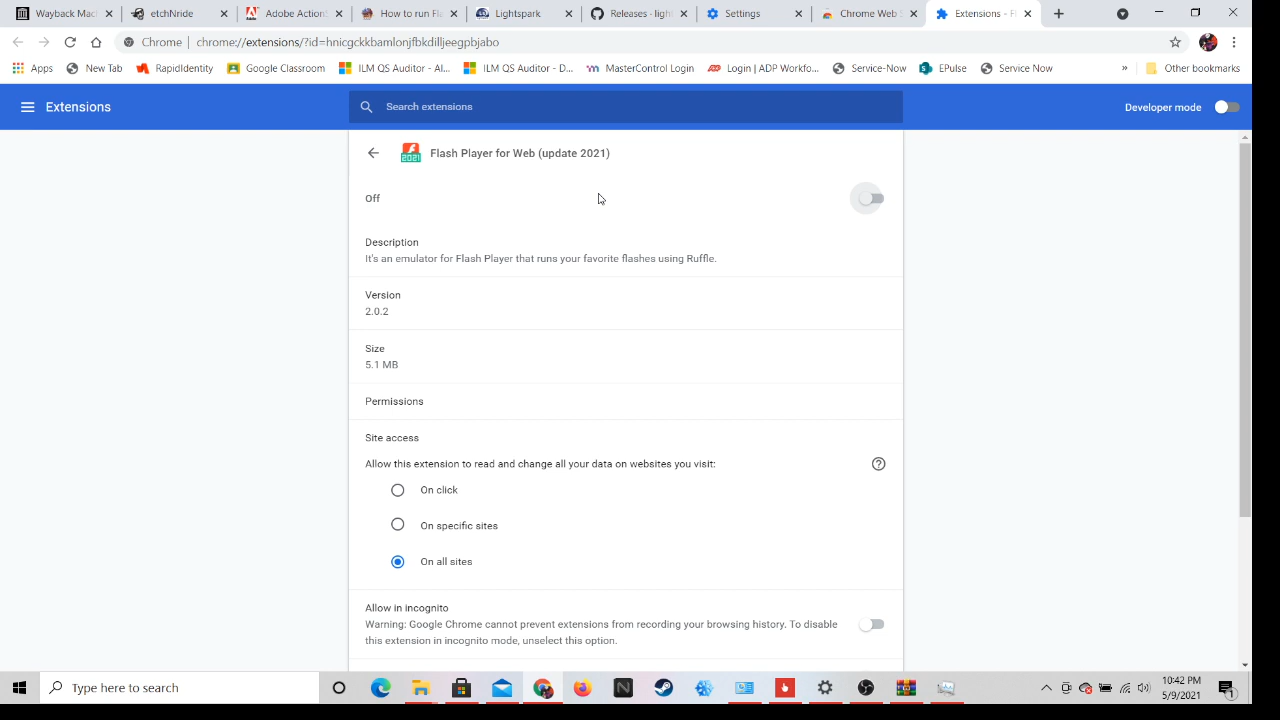 Wayback Mac
etchNride
Adobe Action
How to run Fla
Lightspark
Releases · light
Settings
Chrome Web S
Extensions - Fl
Chrome | chrome://extensions/?id=hnicgckkbamlonjfbkdilljeegpbjabo
Apps
New Tab
RapidIdentity
Google Classroom
ILM QS Auditor - Al...
ILM QS Auditor - D...
MasterControl Login
Login | ADP Workfo...
Service-Now
EPulse
Service Now
»
Other bookmarks
Extensions
Search extensions
Developer mode
2021
Flash Player for Web (update 2021)
Off
Description
It's an emulator for Flash Player that runs your favorite flashes using Ruffle.
Version
2.0.2
Size
5.1 MB
Permissions
Site access
Allow this extension to read and change all your data on websites you visit:
On click
On specific sites
On all sites
Allow in incognito
Warning: Google Chrome cannot prevent extensions from recording your browsing history. To disable
this extension in incognito mode, unselect this option.
Type here to search
10:42 PM
5/9/2021